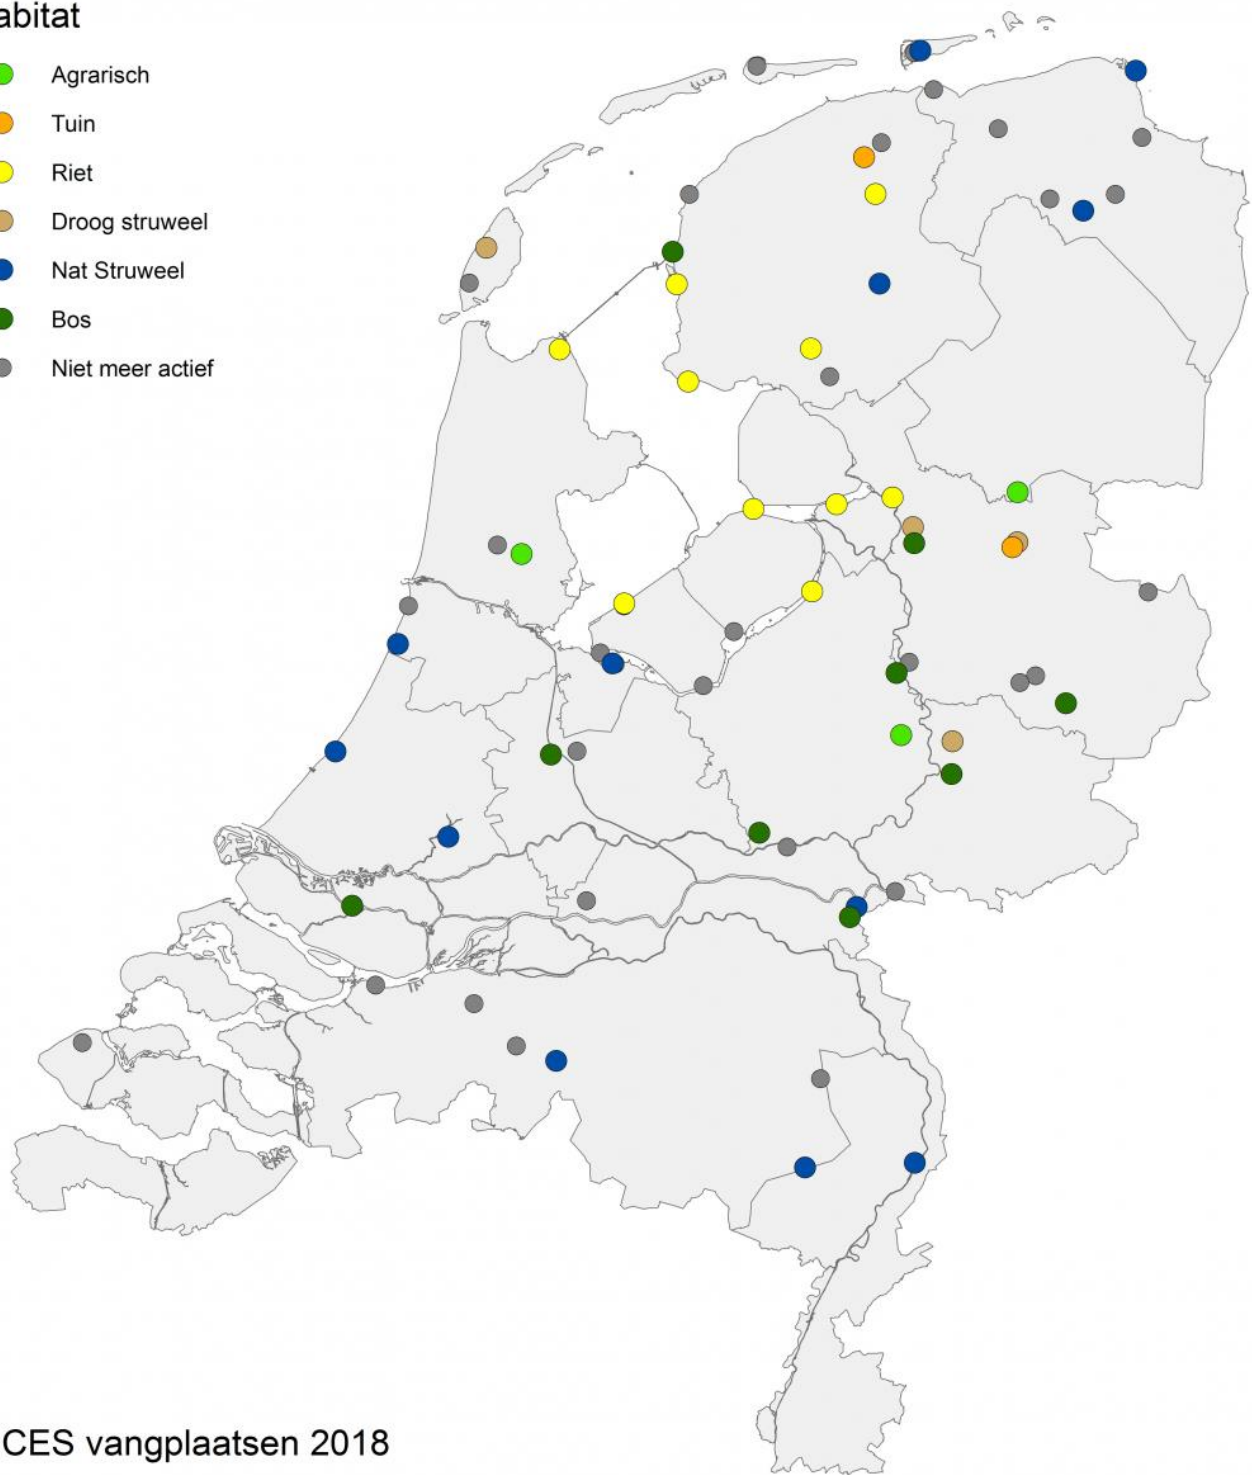 abitat
Agrarisch
Tuin
Riet
Droog struweel
Nat Struweel
Bos
Niet meer actief
CES vangplaatsen 2018